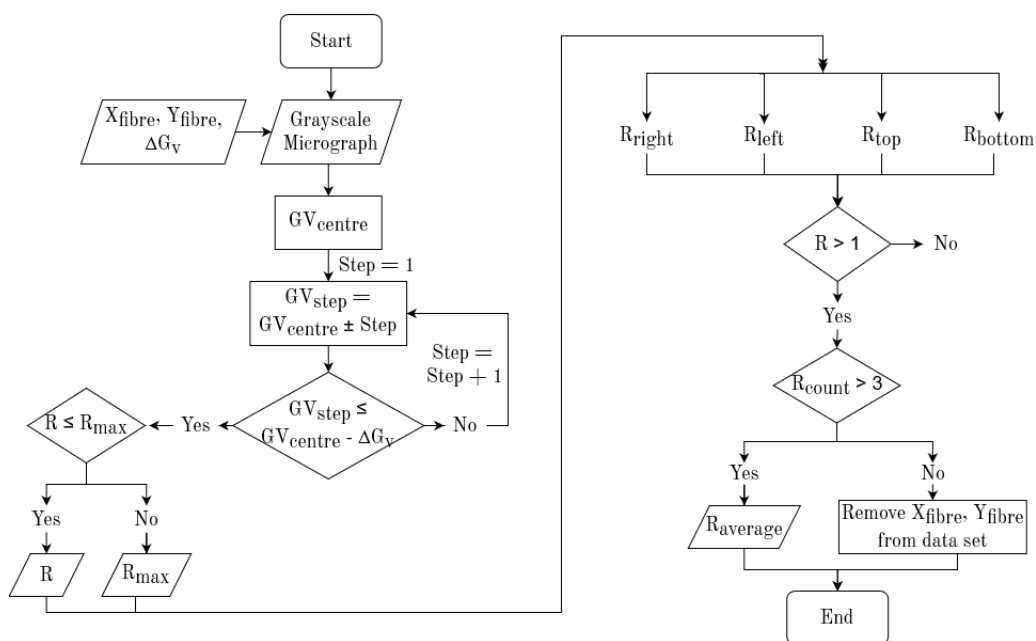 Start
Xfibre, Yfibre,
ΔGv
Grayscale
Micrograph
GVcentre
Step = 1
GVstep =
GVcentre ± Step
Step =
Step + 1
GVstep ≤
GVcentre - ΔGv
No
Yes
R ≤ Rmax
Yes
No
R
Rmax
Rright
Rleft
Rtop
Rbottom
R > 1
No
Yes
Rcount > 3
Yes
No
Raverage
Remove Xfibre, Yfibre
from data set
End